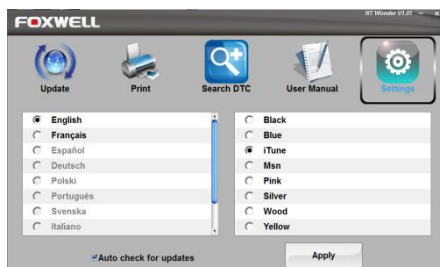 NT Wonder V1.01
FOXWELL
Update
Print
Search DTC
User Manual
Settings
English
Français
Español
Deutsch
Polski
Português
Svenska
Italiano
Black
Blue
iTune
Msn
Pink
Silver
Wood
Yellow
Auto check for updates
Apply